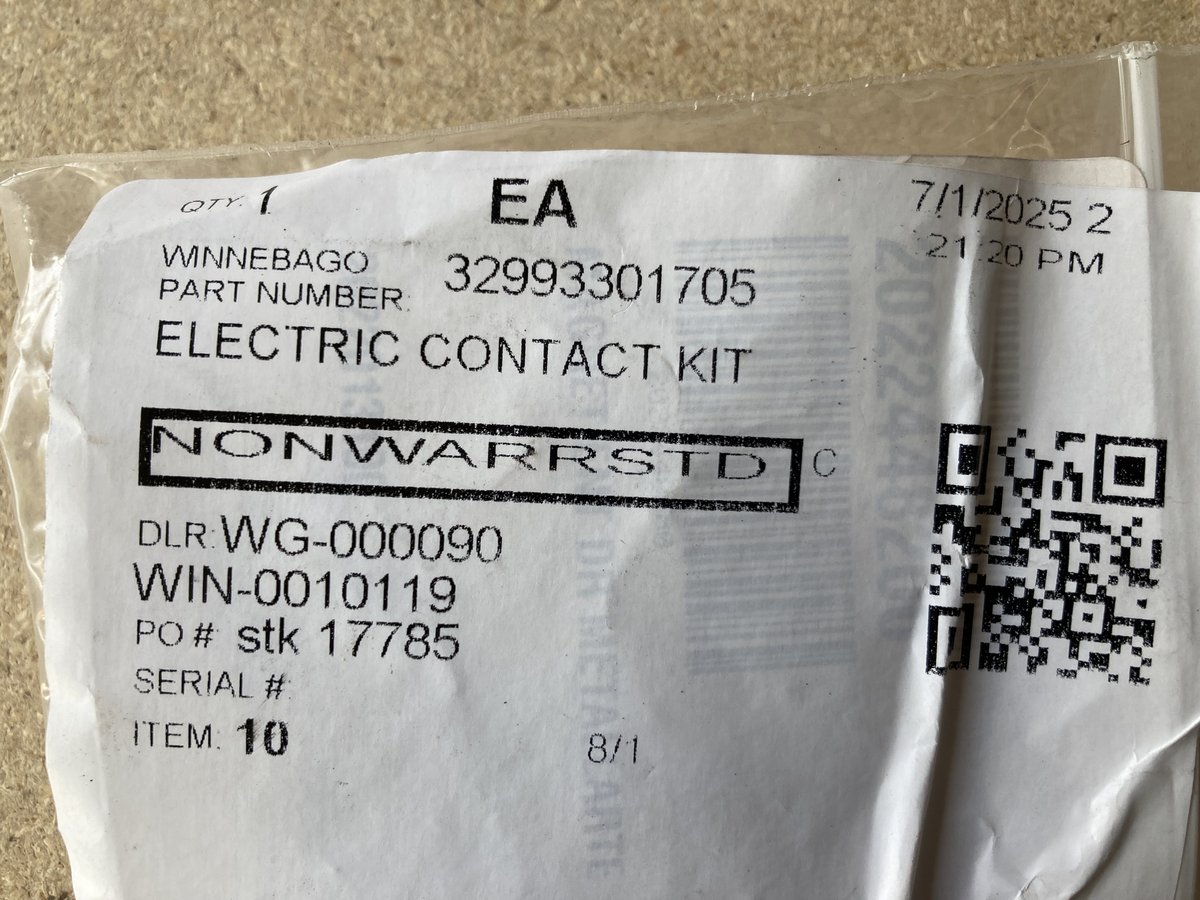 QTY: 1 EA 7/1/2025 2
21:20 PM
WINNEBAGO
PART NUMBER: 32993301705
ELECTRIC CONTACT KIT
NONWARRSTD C
DLR: WG-000090
WIN-0010119
PO # stk 17785
SERIAL #:
ITEM: 10 8/1